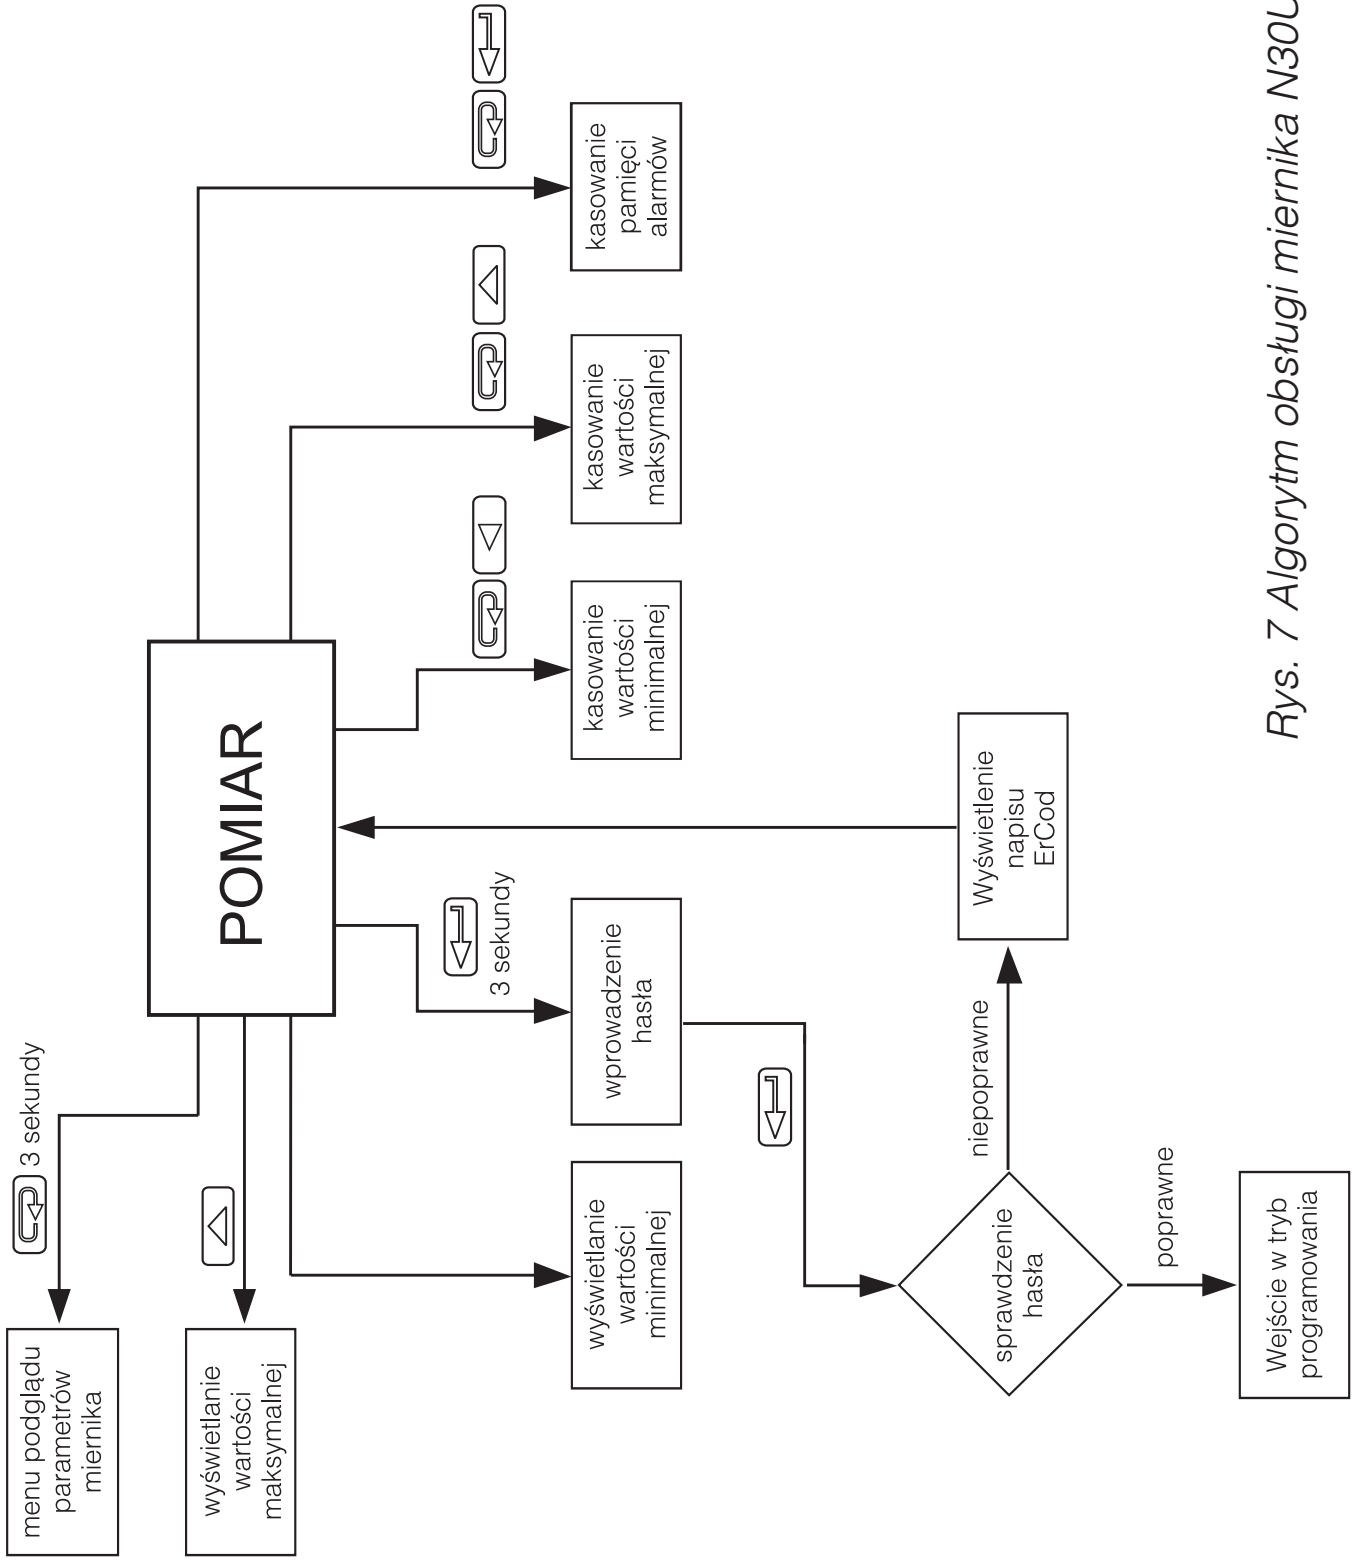 menu podglądu
parametrów
miernika
3 sekundy
wyświetlanie
wartości
maksymalnej
POMIAR
wyświetlanie
wartości
minimalnej
3 sekundy
wprowadzenie
hasła
kasowanie
wartości
minimalnej
kasowanie
wartości
maksymalnej
kasowanie
pamięci
alarmów
sprawdzenie
hasła
niepoprawne
Wyświetlenie
napisu
ErCod
poprawne
Wejście w tryb
programowania
Rys. 7 Algorytm obsługi miernika N30U